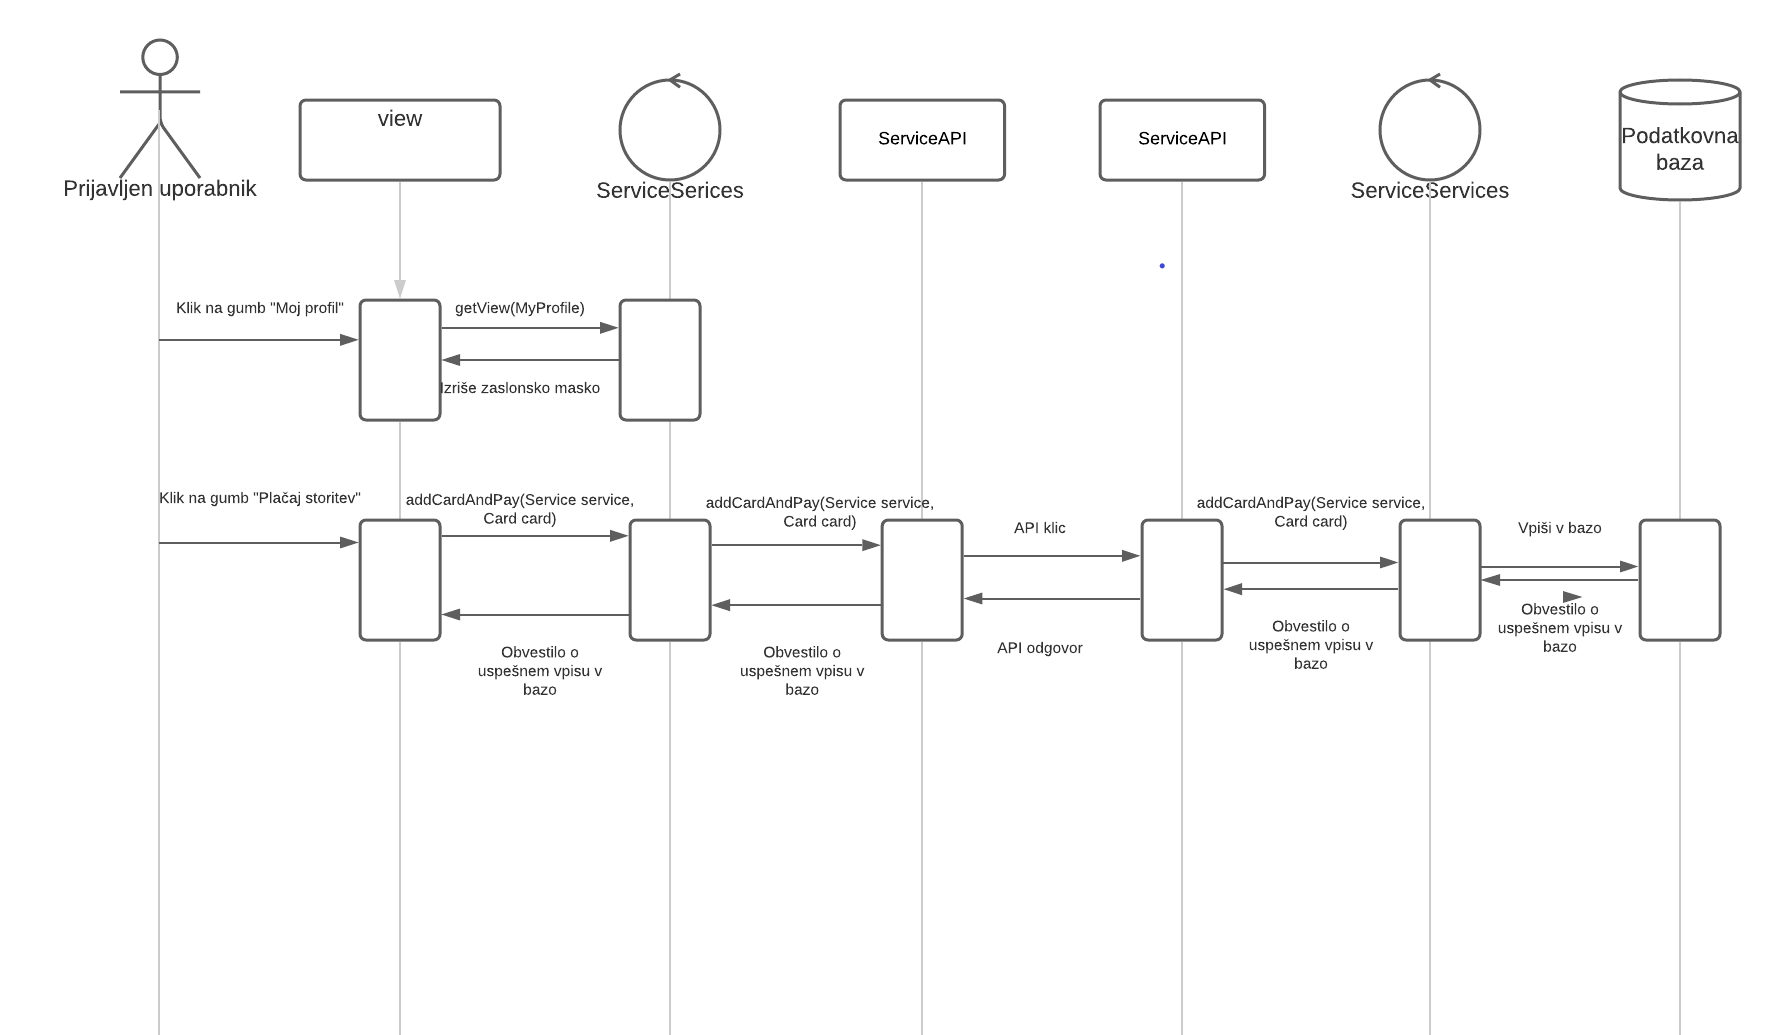 view
ServiceAPI
ServiceAPI
Podatkovna
baza
Prijavljen uporabnik
ServiceSerices
ServiceServices
Klik na gumb "Moj profil"
getView(MyProfile)
Izriše zaslonsko masko
Klik na gumb "Plačaj storitev"
addCardAndPay(Service service,
Card card)
addCardAndPay(Service service,
Card card)
API klic
addCardAndPay(Service service,
Card card)
Vpiši v bazo
Obvestilo o
uspešnem vpisu v
bazo
Obvestilo o
uspešnem vpisu v
bazo
API odgovor
Obvestilo o
uspešnem vpisu v
bazo
Obvestilo o
uspešnem vpisu v
bazo